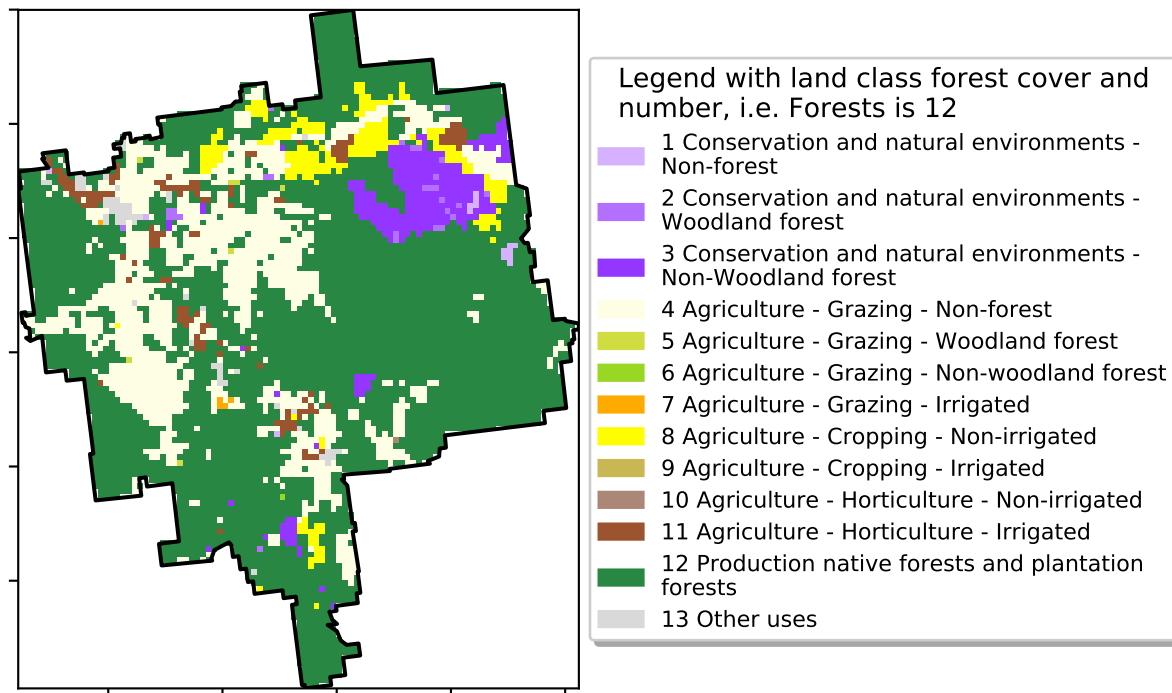 Legend with land class forest cover and
number, i.e. Forests is 12
1 Conservation and natural environments -
Non-forest
2 Conservation and natural environments -
Woodland forest
3 Conservation and natural environments -
Non-Woodland forest
4 Agriculture - Grazing - Non-forest
5 Agriculture - Grazing - Woodland forest
6 Agriculture - Grazing - Non-woodland forest
7 Agriculture - Grazing - Irrigated
8 Agriculture - Cropping - Non-irrigated
9 Agriculture - Cropping - Irrigated
10 Agriculture - Horticulture - Non-irrigated
11 Agriculture - Horticulture - Irrigated
12 Production native forests and plantation
forests
13 Other uses